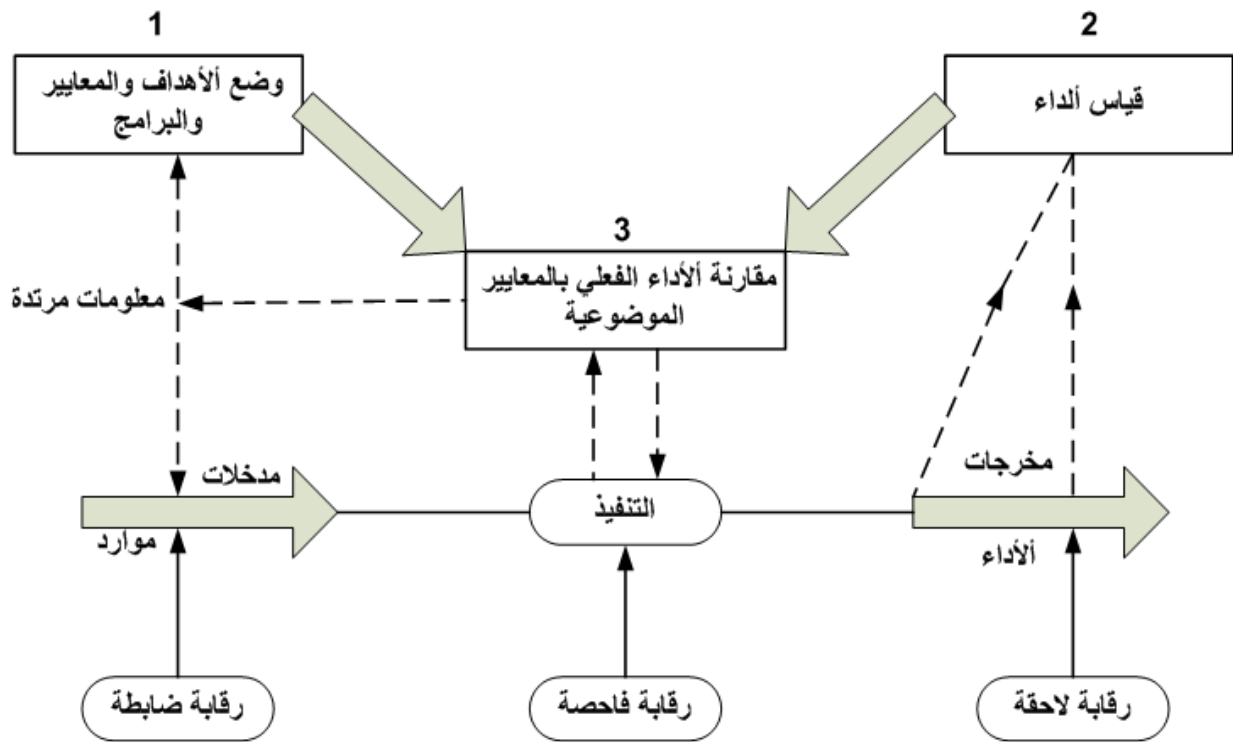 1
وضع ألأهداف والمعايير
والبرامج
2
قياس ألداء
3
مقارنة ألأداء الفعلي بالمعايير
الموضوعية
معلومات مرتدة
مدخلات
موارد
التنفيذ
مخرجات
ألأداء
رقابة ضابطة
رقابة فاحصة
رقابة لاحقة